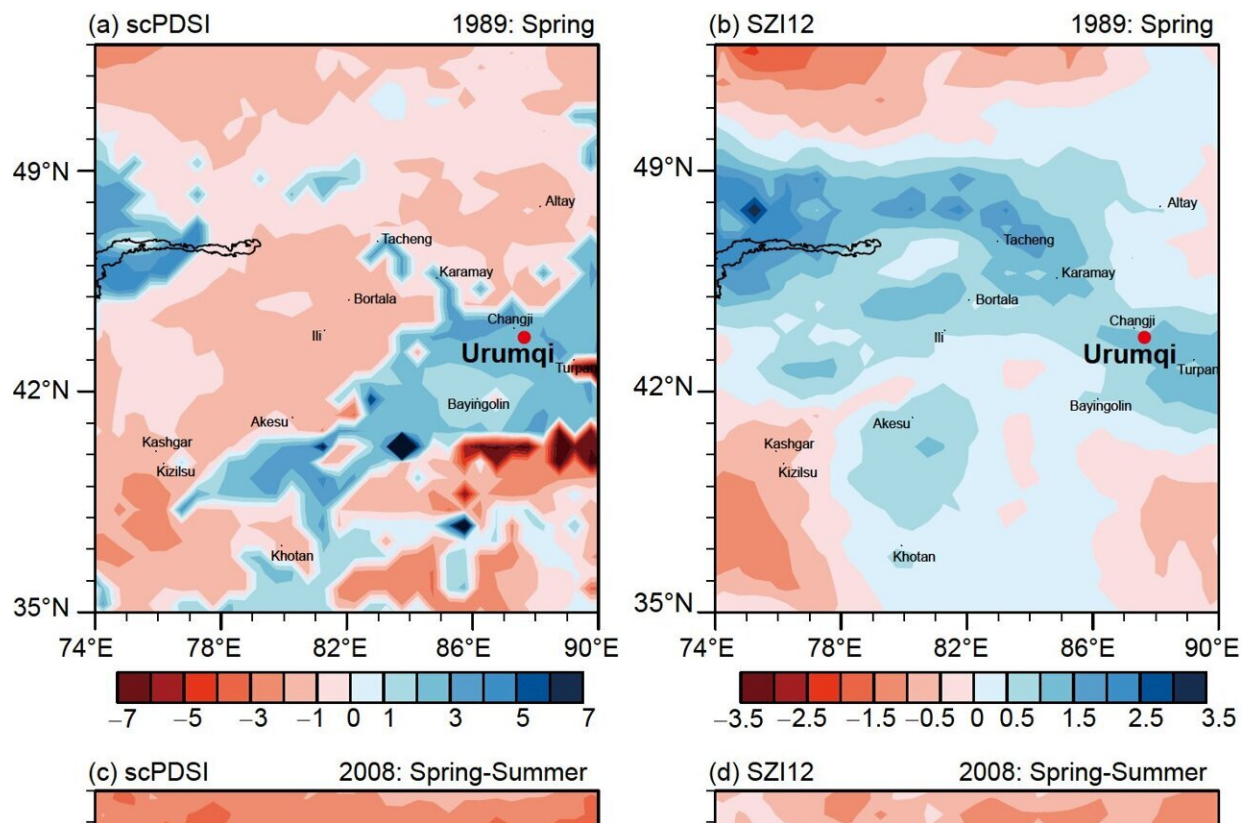 (a) scPDSI 1989: Spring
(b) SZI12 1989: Spring
49°N
Altay
Tacheng
Karamay
Bortala
Changji
Ili
Urumqi
Turpan
42°N
Bayingolin
Akesu
Kashgar
Kizilsu
Khotan
35°N
74°E 78°E 82°E 86°E 90°E
−7 −5 −3 −1 0 1 3 5 7
49°N
Altay
Tacheng
Karamay
Bortala
Changji
Ili
Urumqi
Turpan
42°N
Bayingolin
Akesu
Kashgar
Kizilsu
Khotan
35°N
74°E 78°E 82°E 86°E 90°E
−3.5 −2.5 −1.5 −0.5 0 0.5 1.5 2.5 3.5
(c) scPDSI 2008: Spring-Summer
(d) SZI12 2008: Spring-Summer